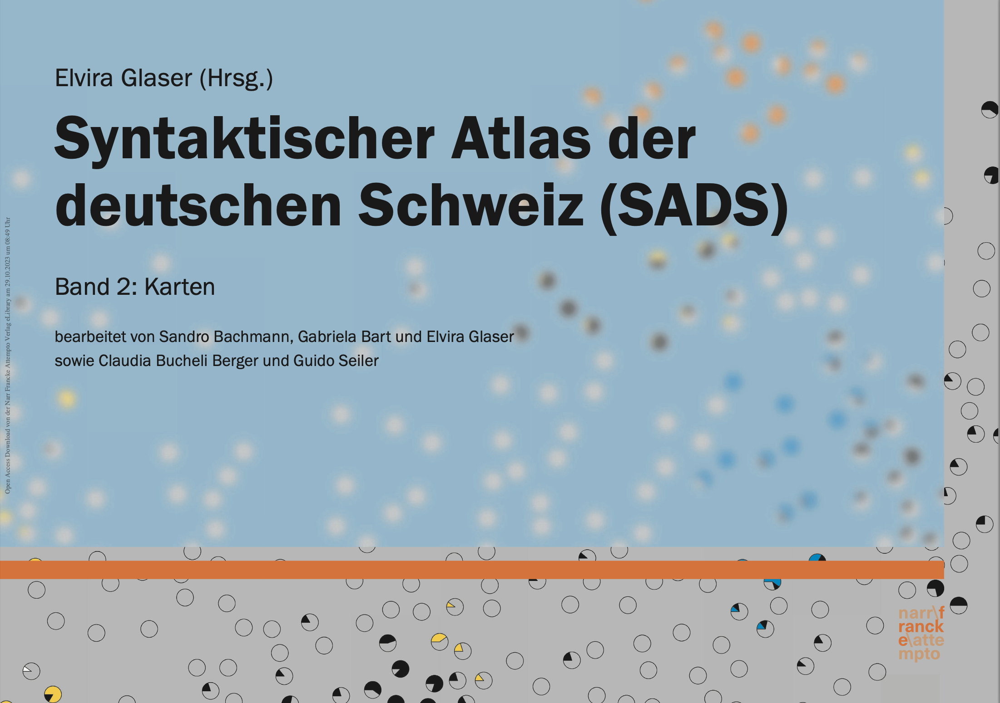 Elvira Glaser (Hrsg.)
Syntaktischer Atlas der
deutschen Schweiz (SADS)
Band 2: Karten
bearbeitet von Sandro Bachmann, Gabriela Bart und Elvira Glaser
sowie Claudia Bucheli Berger und Guido Seiler
Open Access Download von der Narr Francke Attempto Verlag eLibrary am 29.10.2023 um 08:49 Uhr
narr\f
ranck
e\atte
mpto